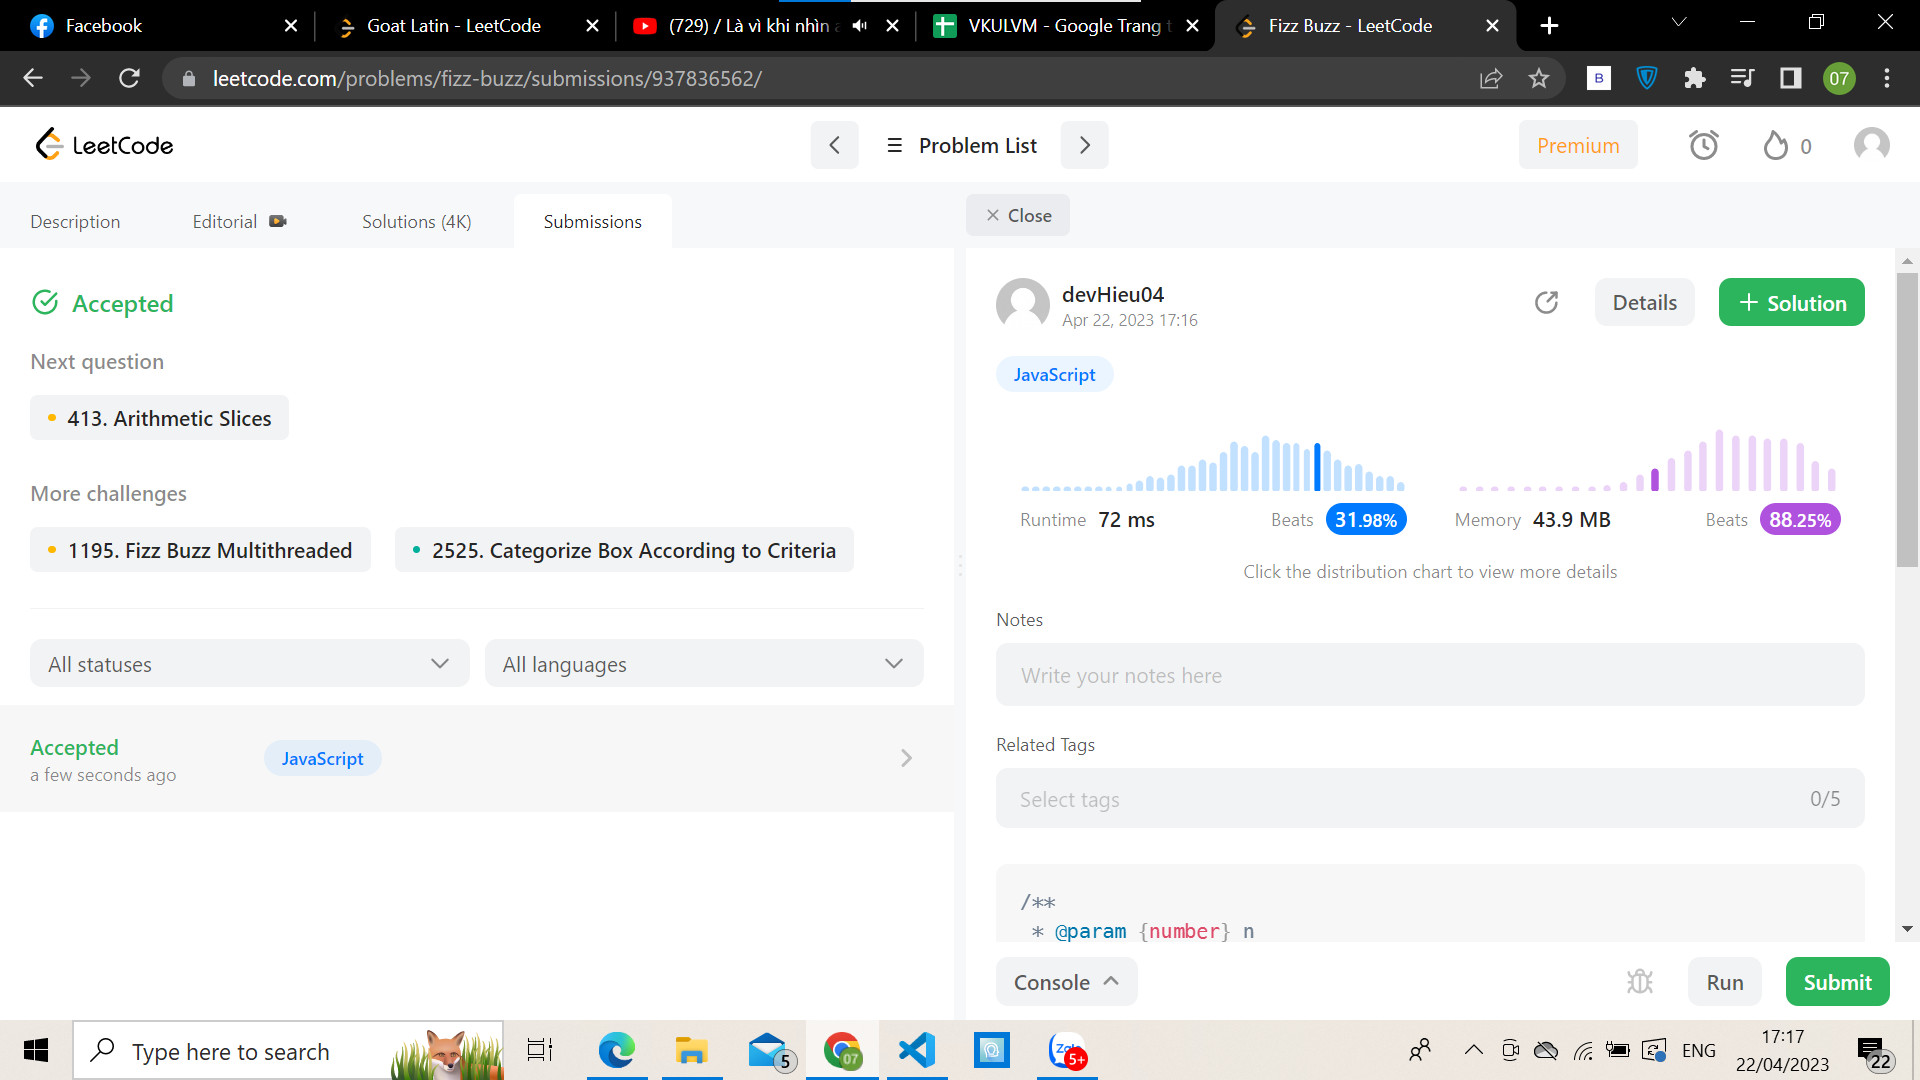 Facebook
Goat Latin - LeetCode
(729) / Là vì khi nhìn
VKULVM - Google Trang t
Fizz Buzz - LeetCode
leetcode.com/problems/fizz-buzz/submissions/937836562/
B
07
LeetCode
Problem List
Premium
0
Description
Editorial
Solutions (4K)
Submissions
Close
Accepted
Next question
413. Arithmetic Slices
More challenges
1195. Fizz Buzz Multithreaded
2525. Categorize Box According to Criteria
All statuses
All languages
Accepted
a few seconds ago
JavaScript
devHieu04
Apr 22, 2023 17:16
Details
+ Solution
JavaScript
Runtime 72 ms
Beats 31.98%
Memory 43.9 MB
Beats 88.25%
Click the distribution chart to view more details
Notes
Write your notes here
Related Tags
Select tags
0/5
/**
* @param {number} n
Console
Run
Submit
Type here to search
5
07
5+
ENG
17:17
22/04/2023
22